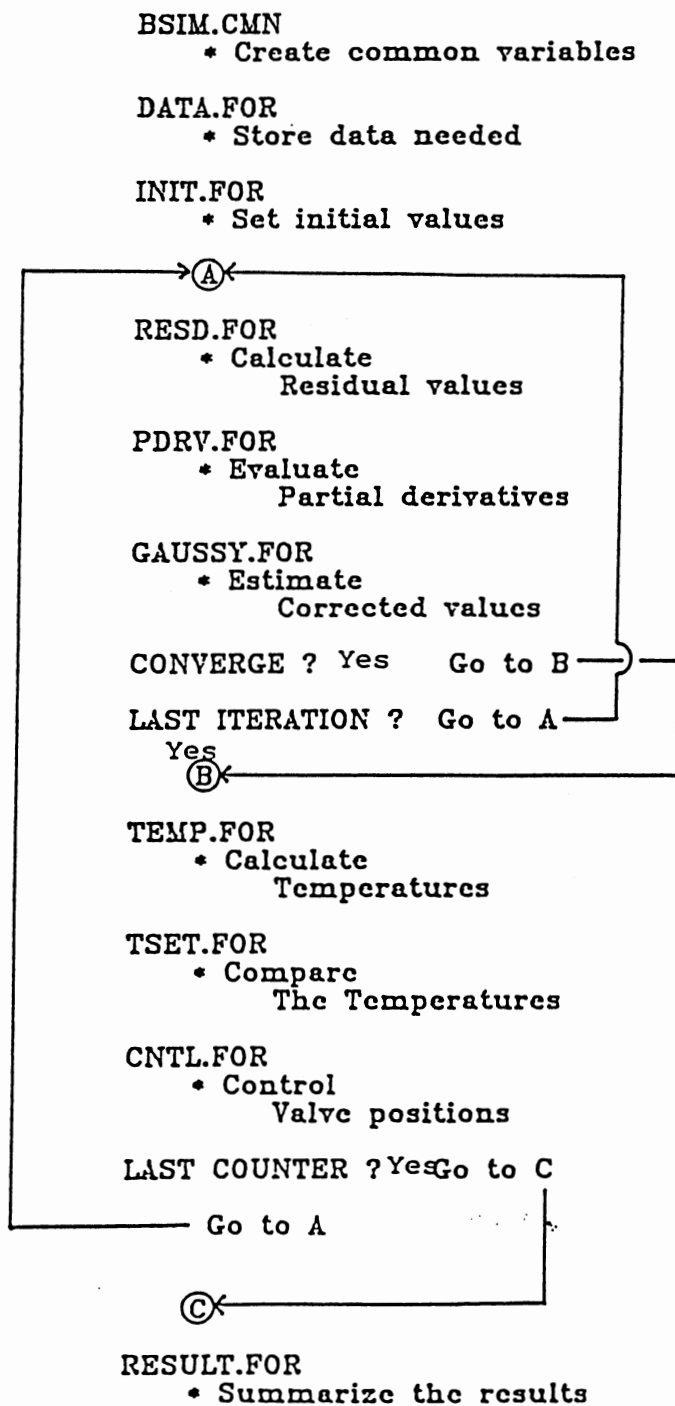 BSIM.CMN
* Create common variables
DATA.FOR
* Store data needed
INIT.FOR
* Set initial values
A
RESD.FOR
* Calculate
Residual values
PDRV.FOR
* Evaluate
Partial derivatives
GAUSSY.FOR
* Estimate
Corrected values
CONVERGE ? Yes Go to B
LAST ITERATION ? Go to A
Yes
B
TEMP.FOR
* Calculate
Temperatures
TSET.FOR
* Compare
The Temperatures
CNTL.FOR
* Control
Valve positions
LAST COUNTER ? Yes Go to C
Go to A
C
RESULT.FOR
* Summarize the results